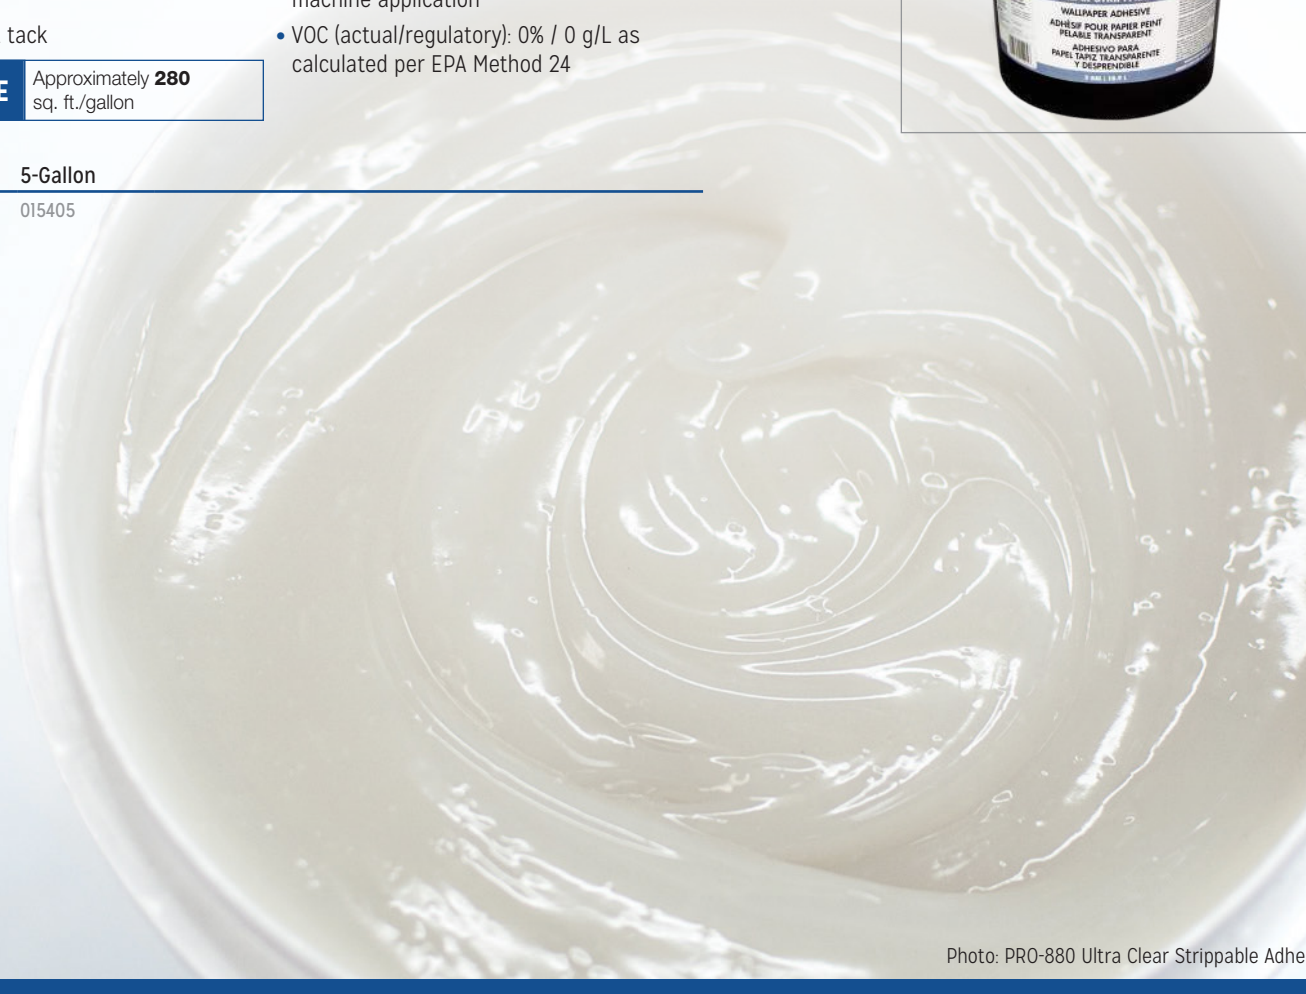 machine application
tack
• VOC (actual/regulatory): 0% / 0 g/L as
calculated per EPA Method 24
E
Approximately 280
sq. ft./gallon
WALLPAPER ADHESIVE
ADHÉSIF POUR PAPIER PEINT
PELABLE TRANSPARENT
ADHESIVO PARA
PAPEL TAPIZ TRANSPARENTE
Y DESPRENDIBLE
5-Gallon
015405
Photo: PRO-880 Ultra Clear Strippable Adhe